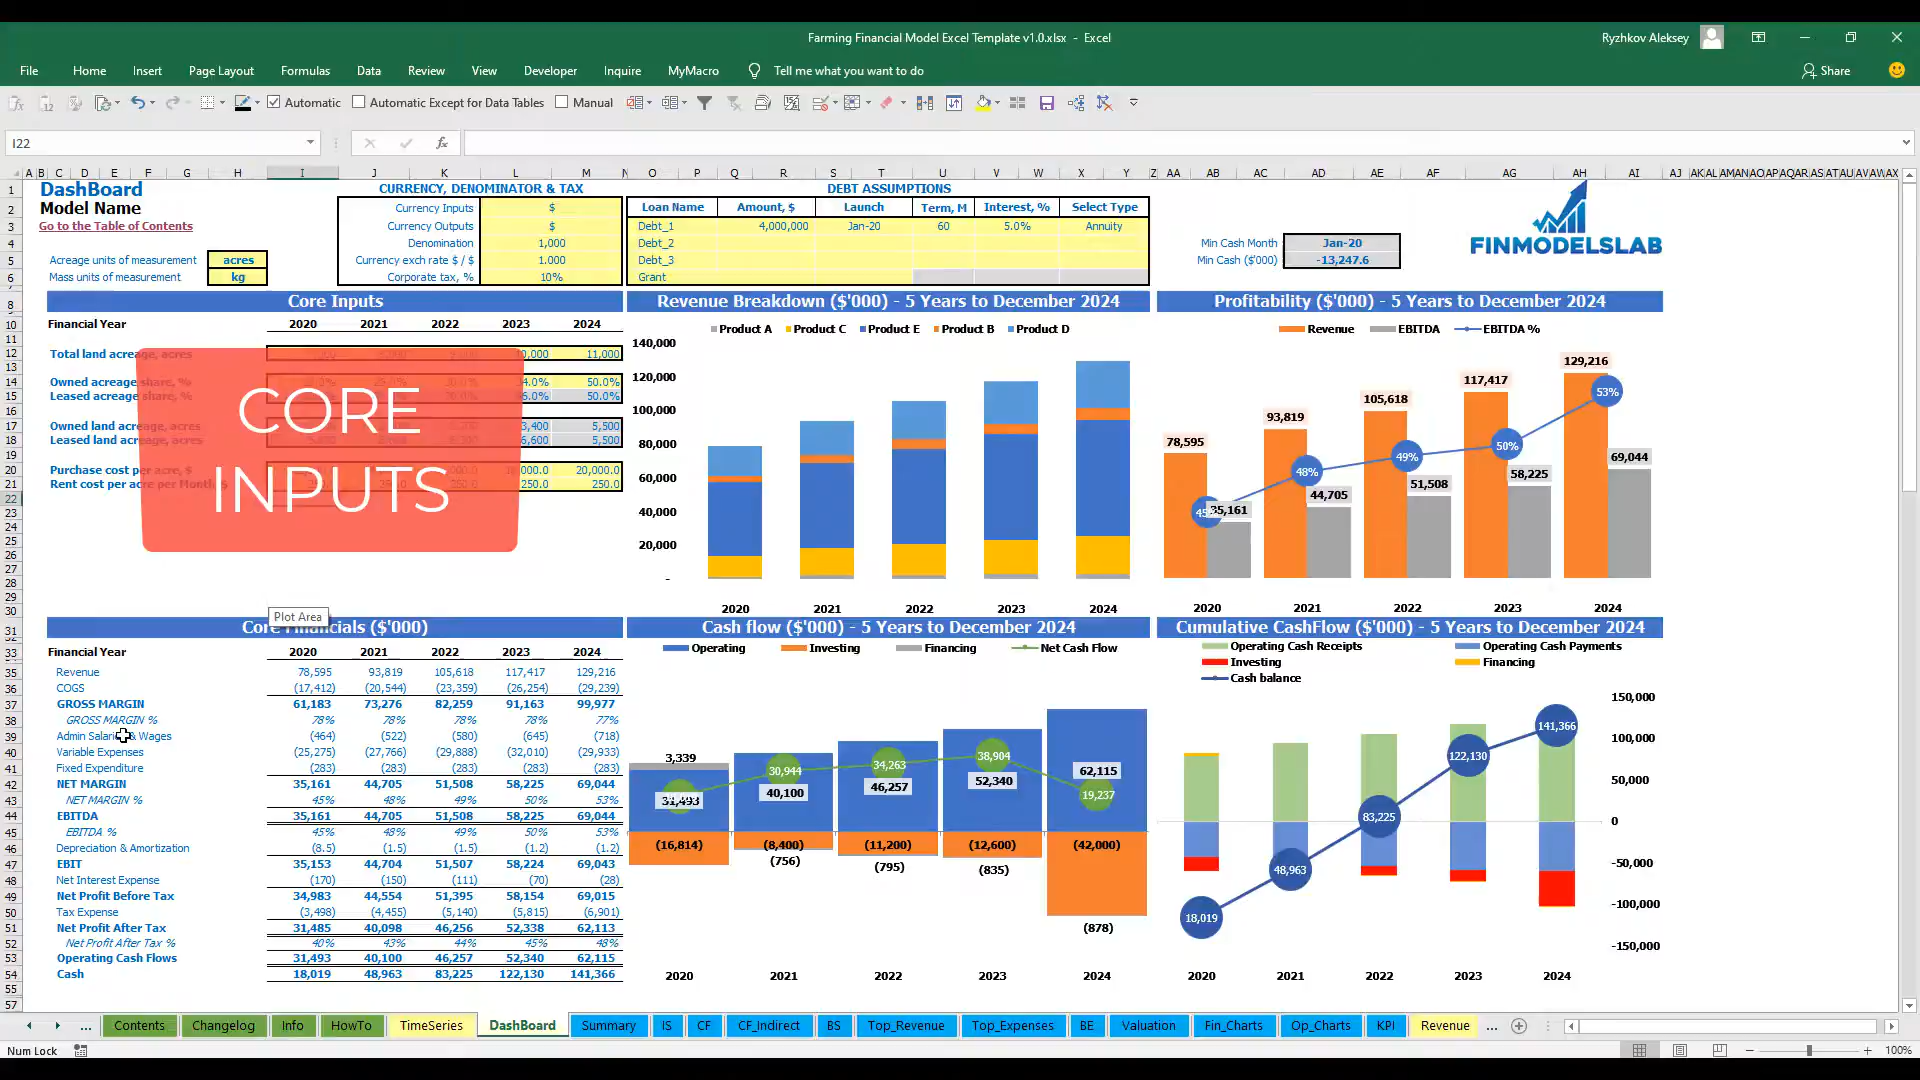 Farming Financial Model Excel Template v1.0.xlsx - Excel
Ryzhkov Aleksey
File Home Insert Page Layout Formulas Data Review View Developer Inquire MyMacro Tell me what you want to do Share
Automatic Automatic Except for Data Tables Manual
I22
DashBoard
Model Name
Go to the Table of Contents
Acreage units of measurement acres
Mass units of measurement kg
CURRENCY, DENOMINATOR & TAX
Currency Inputs $
Currency Outputs $
Denomination 1,000
Currency exch rate $ / $ 1.000
Corporate tax, % 10%
DEBT ASSUMPTIONS
Loan Name Amount, $ Launch Term, M Interest, % Select Type
Debt_1 4,000,000 Jan-20 60 5.0% Annuity
Debt_2
Debt_3
Grant
Min Cash Month Jan-20
Min Cash ($'000) -13,247.6
FINMODELSLAB
Core Inputs
Financial Year 2020 2021 2022 2023 2024
Total land acreage, acres 11,000
Owned acreage share, % 50.0%
Leased acreage share, % 50.0%
Owned land acreage, acres 3,400 5,500
Leased land acreage, acres 6,600 5,500
Purchase cost per acre, $ 20,000.0
Rent cost per acre per Month, $ 250.0 250.0 250.0 250.0 250.0
CORE
INPUTS
Revenue Breakdown ($'000) - 5 Years to December 2024
Product A Product C Product E Product B Product D
140,000
120,000
100,000
80,000
60,000
40,000
20,000
-
2020 2021 2022 2023 2024
Profitability ($'000) - 5 Years to December 2024
Revenue EBITDA EBITDA %
78,595 93,819 105,618 117,417 129,216
48% 49% 50% 53%
35,161 44,705 51,508 58,225 69,044
2020 2021 2022 2023 2024
Plot Area
Core Financials ($'000)
Financial Year 2020 2021 2022 2023 2024
Revenue 78,595 93,819 105,618 117,417 129,216
COGS (17,412) (20,544) (23,359) (26,254) (29,239)
GROSS MARGIN 61,183 73,276 82,259 91,163 99,977
GROSS MARGIN % 78% 78% 78% 78% 77%
Admin Salaries & Wages (464) (522) (580) (645) (718)
Variable Expenses (25,275) (27,766) (29,888) (32,010) (29,933)
Fixed Expenditure (283) (283) (283) (283) (283)
NET MARGIN 35,161 44,705 51,508 58,225 69,044
NET MARGIN % 45% 48% 49% 50% 53%
EBITDA 35,161 44,705 51,508 58,225 69,044
EBITDA % 45% 48% 49% 50% 53%
Depreciation & Amortization (8.5) (1.5) (1.5) (1.2) (1.2)
EBIT 35,153 44,704 51,507 58,224 69,043
Net Interest Expense (170) (150) (111) (70) (28)
Net Profit Before Tax 34,983 44,554 51,395 58,154 69,015
Tax Expense (3,498) (4,455) (5,140) (5,815) (6,901)
Net Profit After Tax 31,485 40,098 46,256 52,338 62,113
Net Profit After Tax % 40% 43% 44% 45% 48%
Operating Cash Flows 31,493 40,100 46,257 52,340 62,115
Cash 18,019 48,963 83,225 122,130 141,366
Cash flow ($'000) - 5 Years to December 2024
Operating Investing Financing Net Cash Flow
3,339
30,944 34,263 38,904 19,237
31,493 40,100 46,257 52,340 62,115
(16,814) (8,400) (11,200) (12,600) (42,000)
(756) (795) (835) (878)
2020 2021 2022 2023 2024
Cumulative CashFlow ($'000) - 5 Years to December 2024
Operating Cash Receipts Operating Cash Payments
Investing Financing
Cash balance
150,000
100,000
50,000
0
-50,000
-100,000
-150,000
18,019 48,963 83,225 122,130 141,366
2020 2021 2022 2023 2024
Contents Changelog Info HowTo TimeSeries DashBoard Summary IS CF CF_Indirect BS Top_Revenue Top_Expenses BE Valuation Fin_Charts Op_Charts KPI Revenue
Num Lock 100%